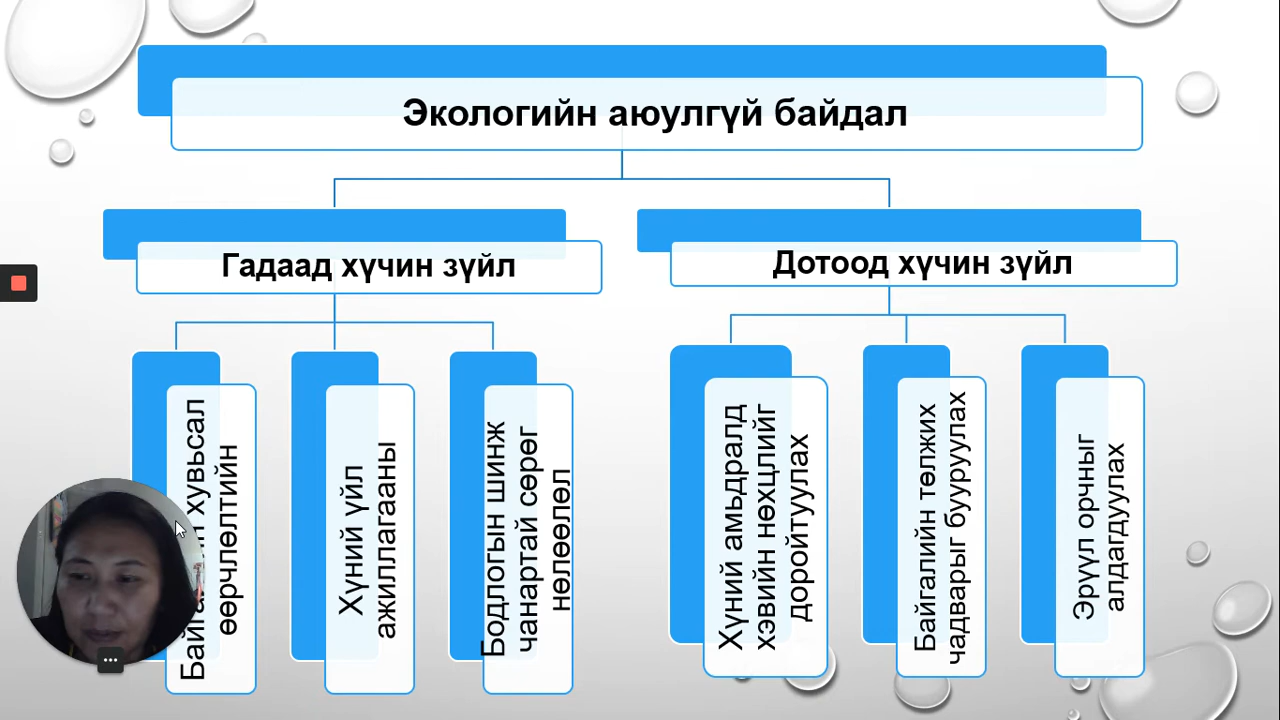 Экологийн аюулгүй байдал
Гадаад хүчин зүйл
Дотоод хүчин зүйл
хувьсал
өөрчлөлтийн
Хүний үйл
ажиллагааны
Бодлогын шинж
чанартай сөрөг
нөлөөлөл
Хүний амьдралд
хэвийн нөхцлийг
доройтуулах
Байгалийн төлжих
чадварыг бууруулах
Эрүүл орчныг
алдагдуулах